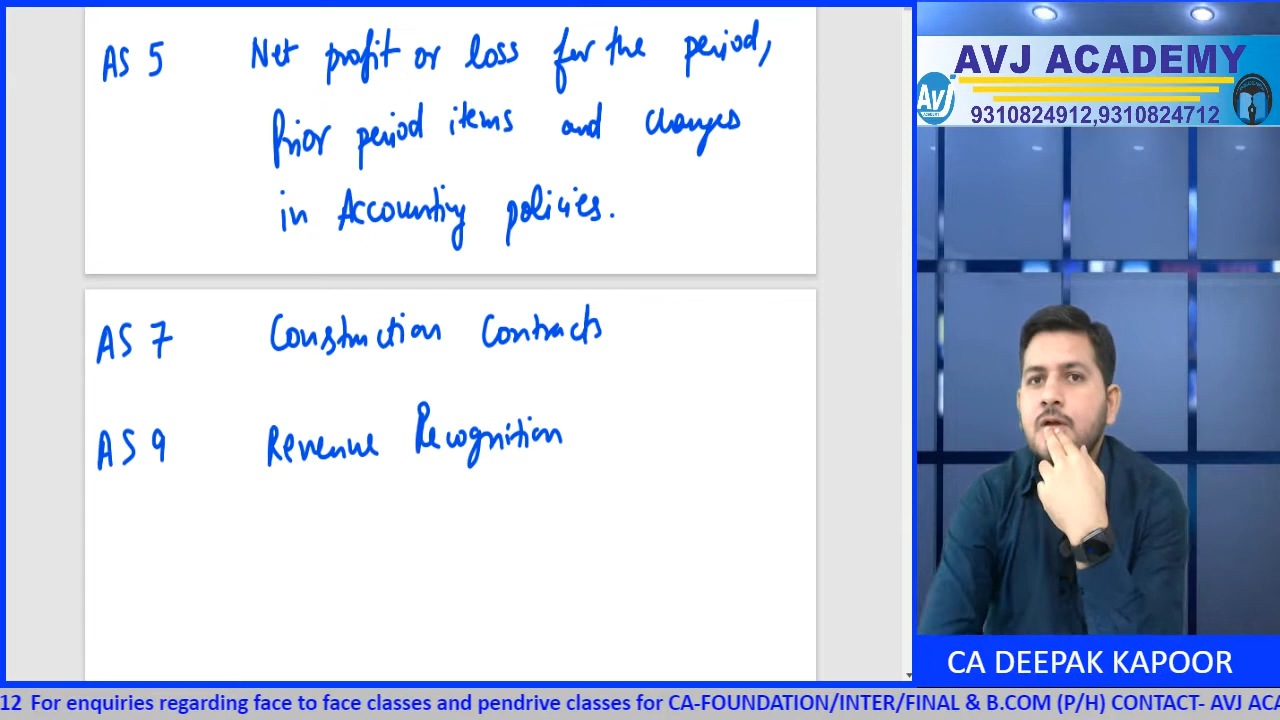 AS 5 Net profit or loss for the period,
Prior period items and changes
in Accounting policies.
AS 7 Construction Contracts
AS 9 Revenue Recognition
AVJ ACADEMY
AVJ
9310824912,9310824712
CA DEEPAK KAPOOR
12 For enquiries regarding face to face classes and pendrive classes for CA-FOUNDATION/INTER/FINAL & B.COM (P/H) CONTACT- AVJ ACA